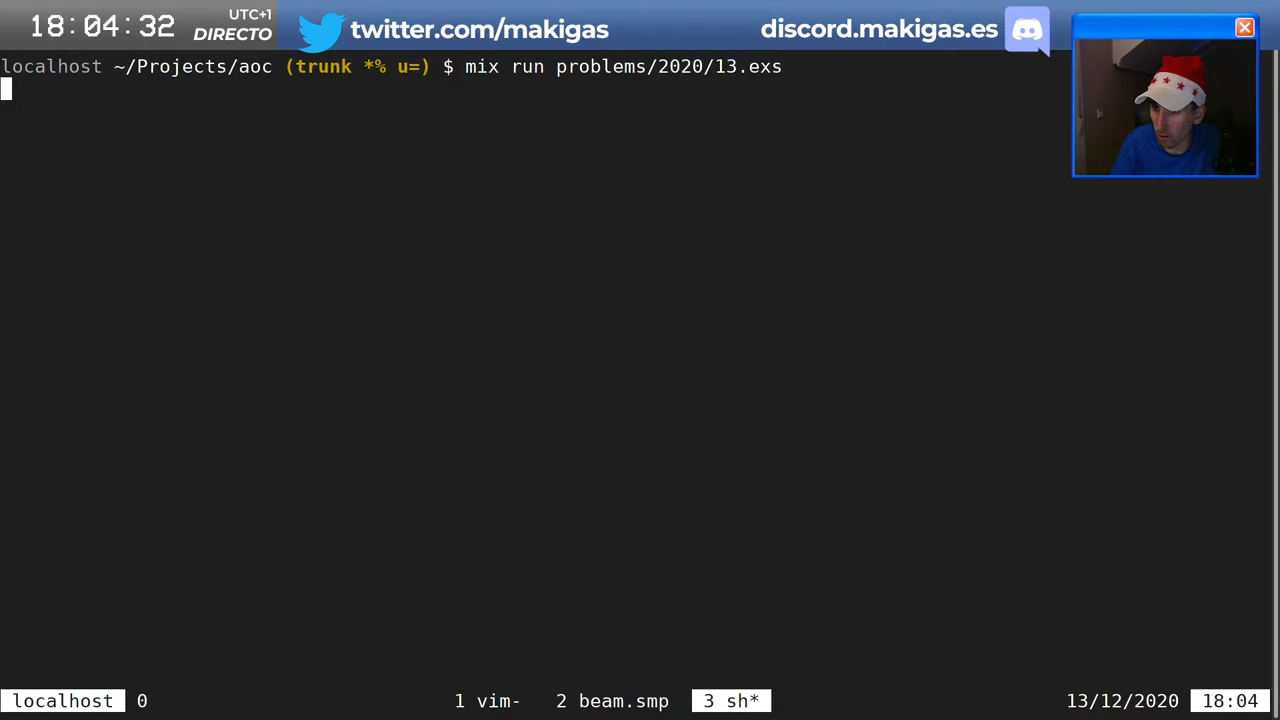 18:04:32
UTC+1
DIRECTO
twitter.com/makigas
discord.makigas.es
localhost ~/Projects/aoc (trunk *% u=) $ mix run problems/2020/13.exs
localhost 0 1 vim- 2 beam.smp 3 sh* 13/12/2020 18:04